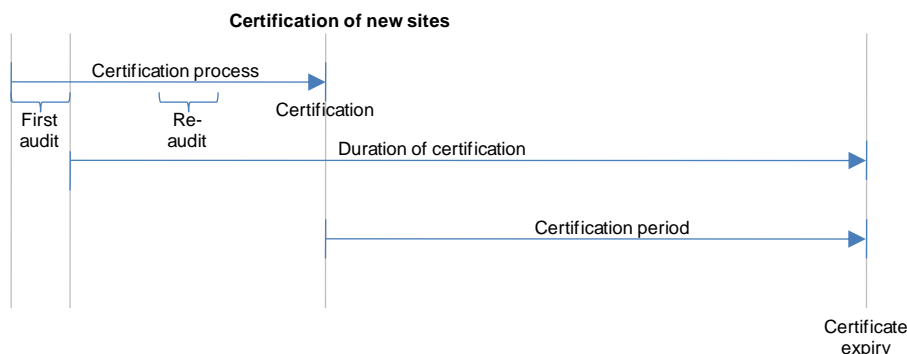 Certification of new sites
Certification process
Certification
First
audit
Re-
audit
Duration of certification
Certification period
Certificate
expiry